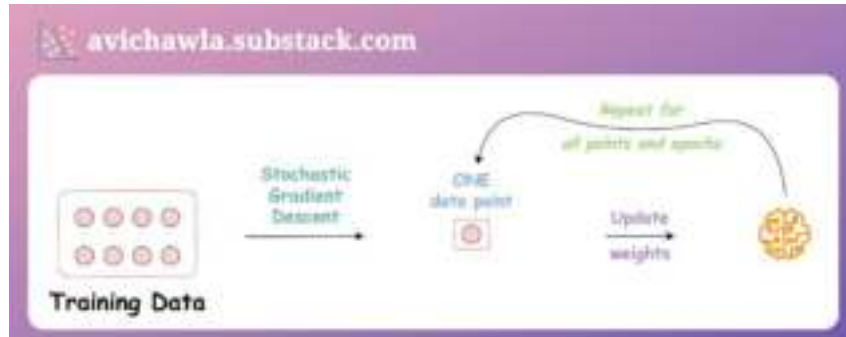 avichawla.substack.com
Repeat for
all points and epochs
Stochastic
Gradient
Descent
ONE
data point
Update
weights
Training Data